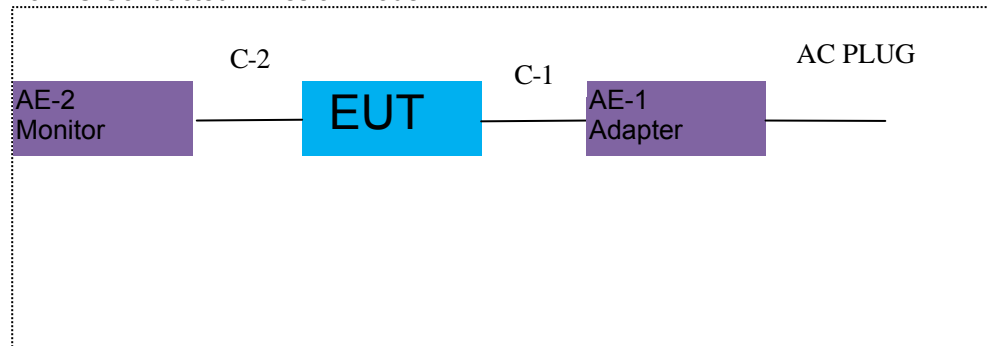 C-2
C-1
AC PLUG
AE-2
Monitor
EUT
AE-1
Adapter